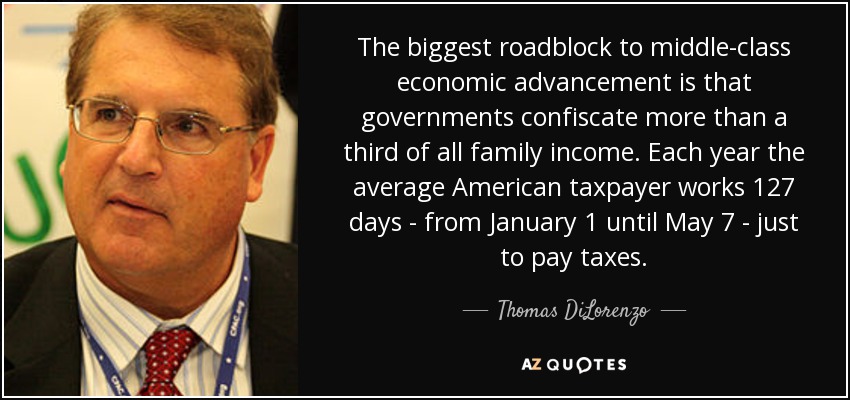 The biggest roadblock to middle-class
economic advancement is that
governments confiscate more than a
third of all family income. Each year the
average American taxpayer works 127
days - from January 1 until May 7 - just
to pay taxes.
Thomas DiLorenzo
AZ QUOTES
CPAC.org